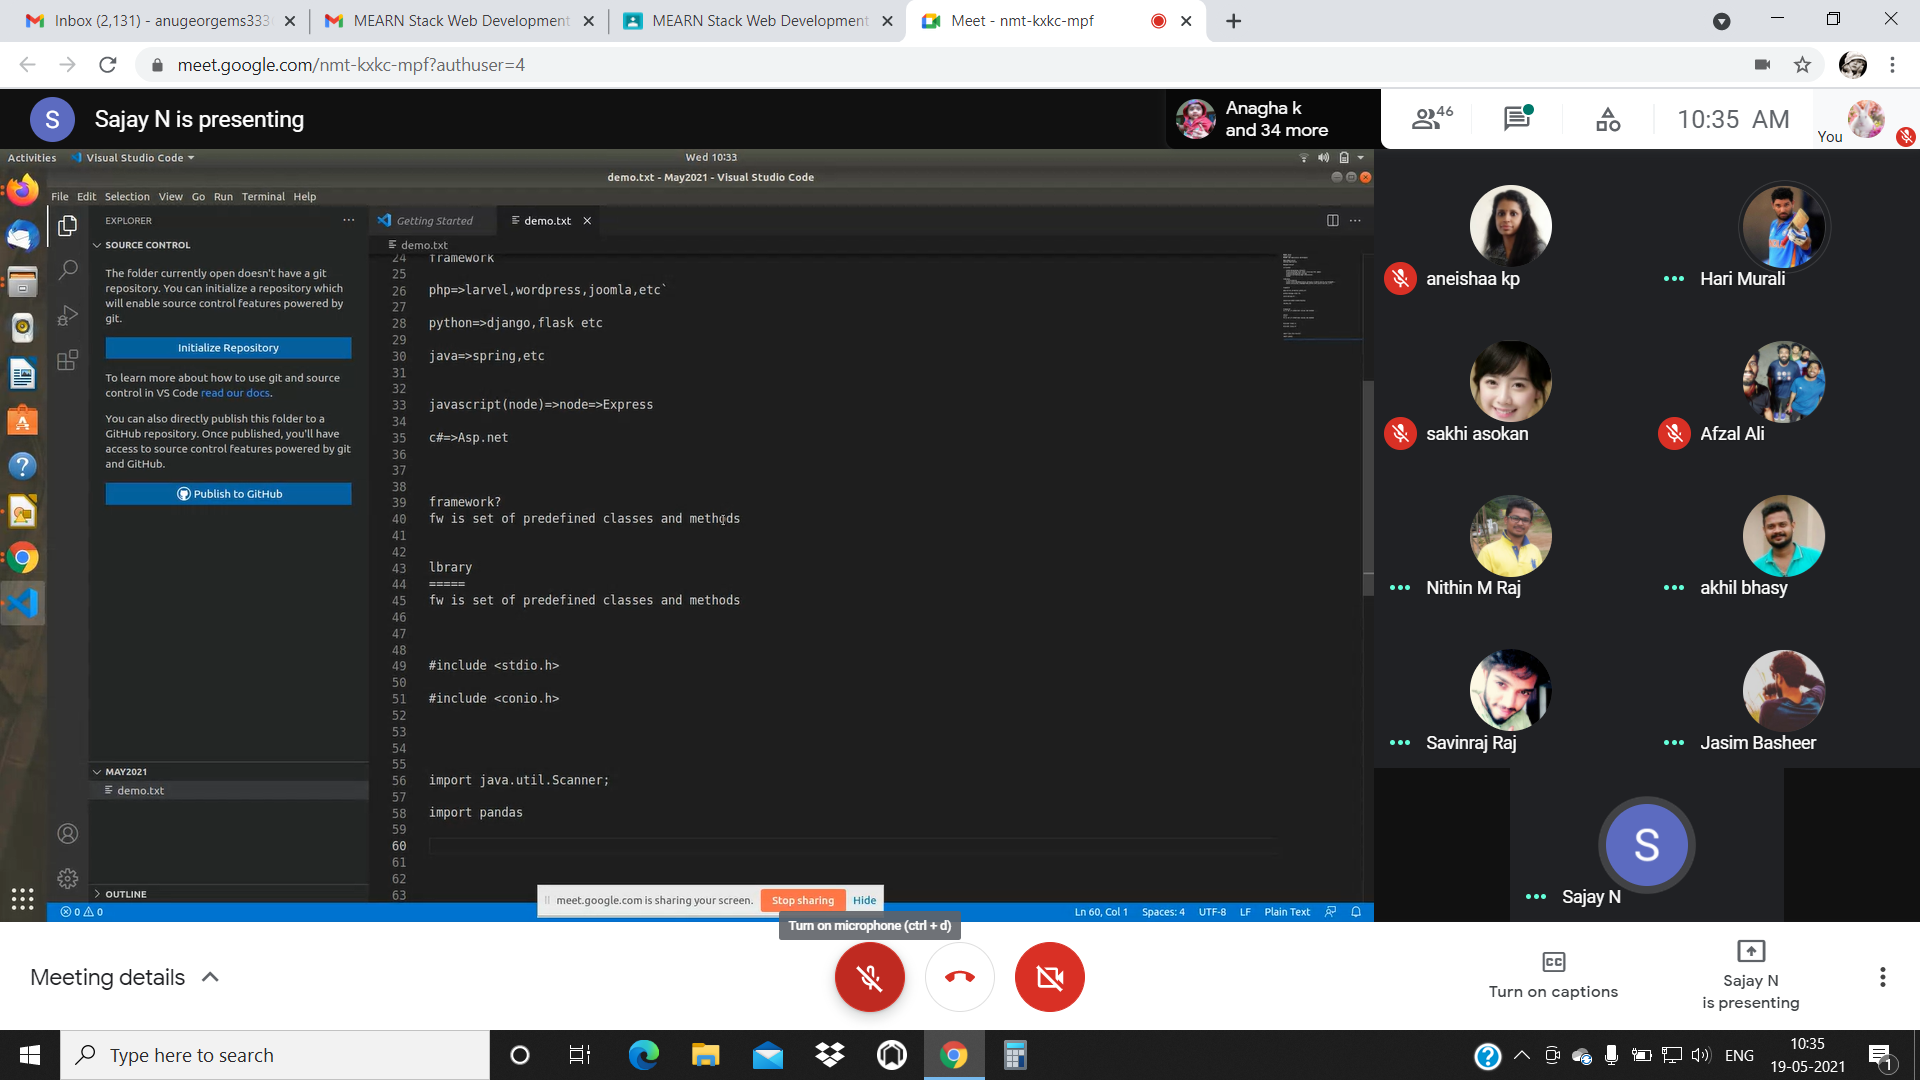 Inbox (2,131) - anugeorgems333
MEARN Stack Web Development
MEARN Stack Web Development
Meet - nmt-kxkc-mpf
meet.google.com/nmt-kxkc-mpf?authuser=4
S
Sajay N is presenting
Anagha k
and 34 more
46
10:35 AM
You
Activities
Visual Studio Code
Wed 10:33
demo.txt - May2021 - Visual Studio Code
File Edit Selection View Go Run Terminal Help
EXPLORER
Getting Started
demo.txt
SOURCE CONTROL
demo.txt
The folder currently open doesn't have a git
repository. You can initialize a repository which
will enable source control features powered by
git.
Initialize Repository
To learn more about how to use git and source
control in VS Code read our docs.
You can also directly publish this folder to a
GitHub repository. Once published, you'll have
access to source control features powered by git
and GitHub.
Publish to GitHub
MAY2021
demo.txt
OUTLINE
24 framework
25
26 php=>larvel,wordpress,joomla,etc`
27
28 python=>django,flask etc
29
30 java=>spring,etc
31
32
33 javascript(node)=>node=>Express
34
35 c#=>Asp.net
36
37
38
39 framework?
40 fw is set of predefined classes and methods
41
42
43 lbrary
44 =====
45 fw is set of predefined classes and methods
46
47
48
49 #include <stdio.h>
50
51 #include <conio.h>
52
53
54
55
56 import java.util.Scanner;
57
58 import pandas
59
60
61
62
63
meet.google.com is sharing your screen.
Stop sharing
Hide
0 0
Ln 60, Col 1
Spaces: 4
UTF-8
LF
Plain Text
Turn on microphone (ctrl + d)
aneishaa kp
Hari Murali
sakhi asokan
Afzal Ali
Nithin M Raj
akhil bhasy
Savinraj Raj
Jasim Basheer
S
Sajay N
Meeting details
CC
Turn on captions
Sajay N
is presenting
Type here to search
ENG
10:35
19-05-2021
1